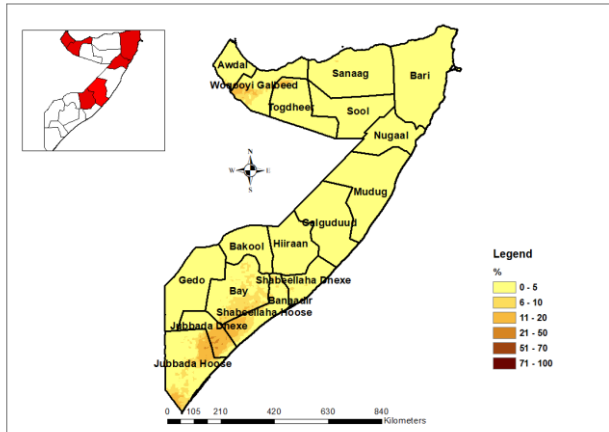 Awdal
Sanaag
Bari
Woqooyi Galbeed
Togdheer
Sool
Nugaal
N
W E
S
Mudug
Galguduud
Bakool
Hiiraan
Gedo
Shabeellaha Dhexe
Bay
Bannadir
Shabeellaha Hoose
Jubbada Dhexe
Jubbada Hoose
Legend
%
0 - 5
6 - 10
11 - 20
21 - 50
51 - 70
71 - 100
0 105 210 420 630 840
Kilometers